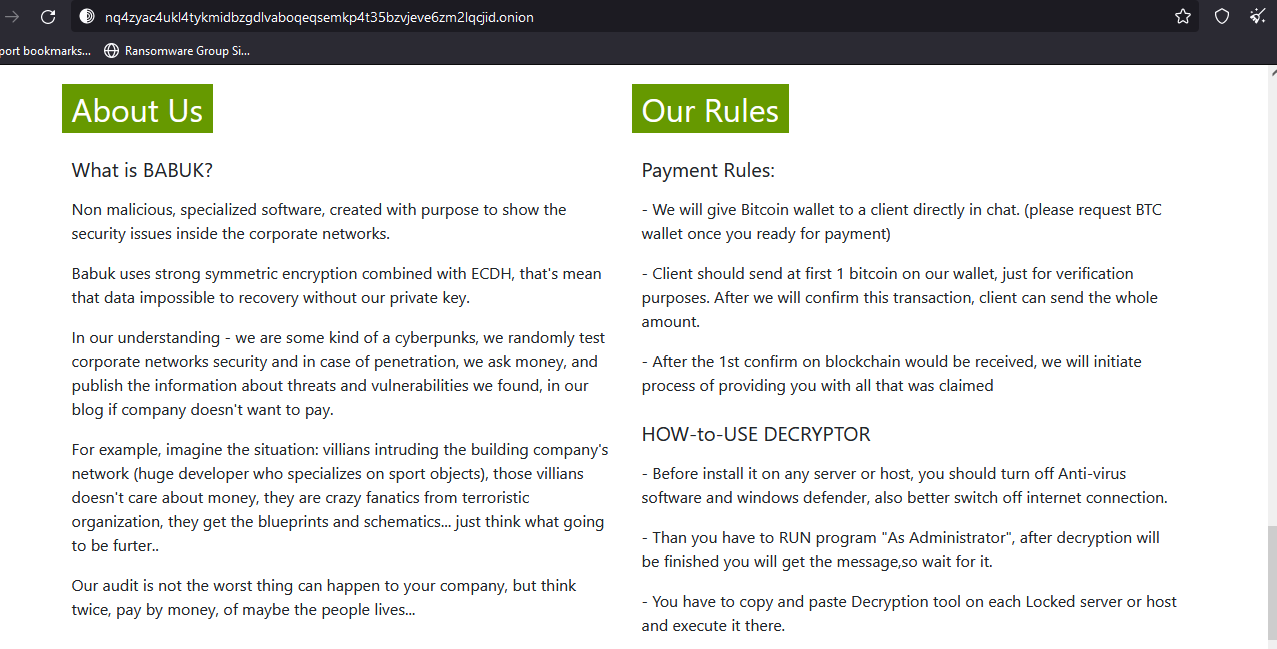 nq4zyac4ukl4tykmidbzgdlvaboqeqsemkp4t35bzvjeve6zm2lqcjid.onion
port bookmarks...
Ransomware Group Si...
About Us
What is BABUK?
Non malicious, specialized software, created with purpose to show the
security issues inside the corporate networks.
Babuk uses strong symmetric encryption combined with ECDH, that's mean
that data impossible to recovery without our private key.
In our understanding - we are some kind of a cyberpunks, we randomly test
corporate networks security and in case of penetration, we ask money, and
publish the information about threats and vulnerabilities we found, in our
blog if company doesn't want to pay.
For example, imagine the situation: villians intruding the building company's
network (huge developer who specializes on sport objects), those villians
doesn't care about money, they are crazy fanatics from terroristic
organization, they get the blueprints and schematics... just think what going
to be furter..
Our audit is not the worst thing can happen to your company, but think
twice, pay by money, of maybe the people lives...
Our Rules
Payment Rules:
- We will give Bitcoin wallet to a client directly in chat. (please request BTC
wallet once you ready for payment)
- Client should send at first 1 bitcoin on our wallet, just for verification
purposes. After we will confirm this transaction, client can send the whole
amount.
- After the 1st confirm on blockchain would be received, we will initiate
process of providing you with all that was claimed
HOW-to-USE DECRYPTOR
- Before install it on any server or host, you should turn off Anti-virus
software and windows defender, also better switch off internet connection.
- Than you have to RUN program "As Administrator", after decryption will
be finished you will get the message,so wait for it.
- You have to copy and paste Decryption tool on each Locked server or host
and execute it there.